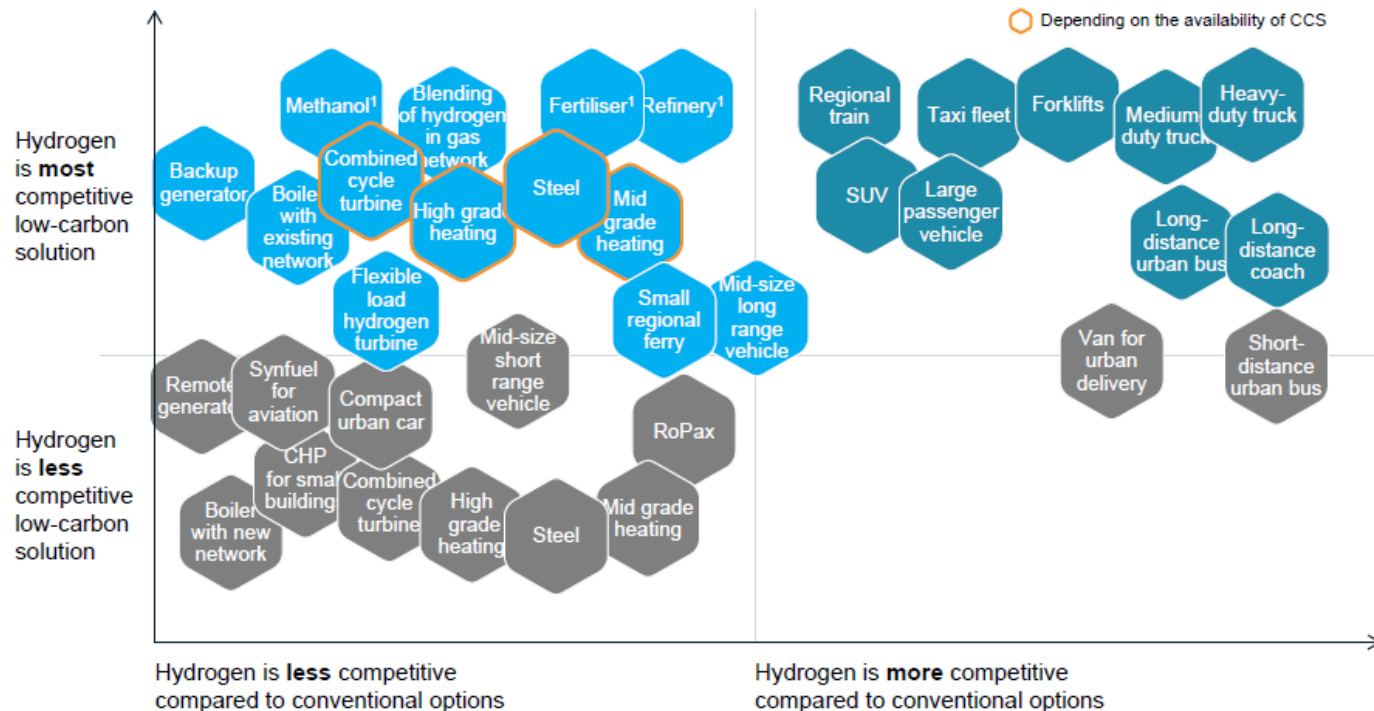 Depending on the availability of CCS
Hydrogen
is most
competitive
low-carbon
solution
Methanol¹
Blending
of hydrogen
in gas
network
Fertiliser¹
Refinery¹
Backup
generator
Boiler
with
existing
network
Combined
cycle
turbine
High grade
heating
Steel
Mid
grade
heating
Flexible
load
hydrogen
turbine
Small
regional
ferry
Mid-size
long
range
vehicle
Regional
train
Taxi fleet
Forklifts
Medium-
duty truck
Heavy-
duty truck
SUV
Large
passenger
vehicle
Long-
distance
urban bus
Long-
distance
coach
Hydrogen
is less
competitive
low-carbon
solution
Remote
generator
Synfuel
for
aviation
Compact
urban car
Mid-size
short
range
vehicle
Van for
urban
delivery
Short-
distance
urban bus
RoPax
CHP
for small
buildings
Boiler
with new
network
Combined
cycle
turbine
High
grade
heating
Steel
Mid grade
heating
Hydrogen is less competitive
compared to conventional options
Hydrogen is more competitive
compared to conventional options